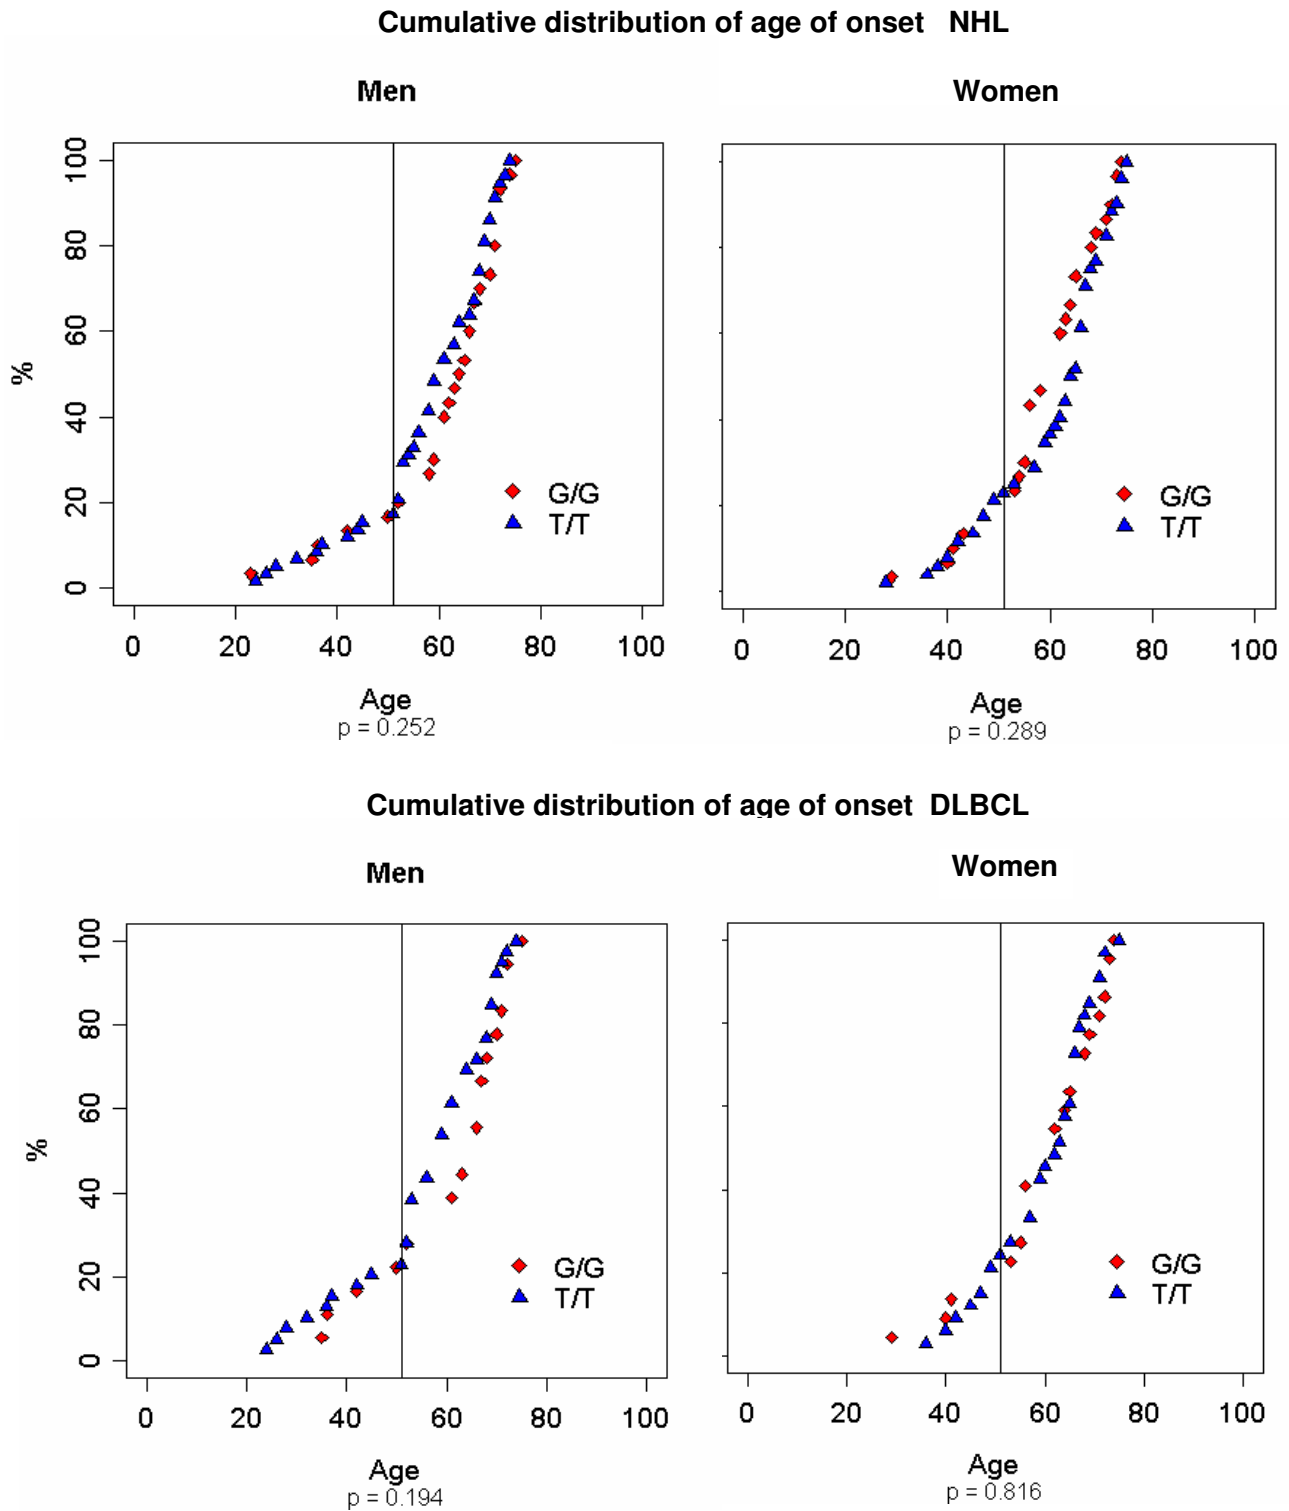 Cumulative distribution of age of onset NHL
Men
Women
100
80
60
40
20
0
%
G/G
T/T
G/G
T/T
0 20 40 60 80 100
0 20 40 60 80 100
Age
p = 0.252
Age
p = 0.289
Cumulative distribution of age of onset DLBCL
Men
Women
100
80
60
40
20
0
%
G/G
T/T
G/G
T/T
0 20 40 60 80 100
0 20 40 60 80 100
Age
p = 0.194
Age
p = 0.816